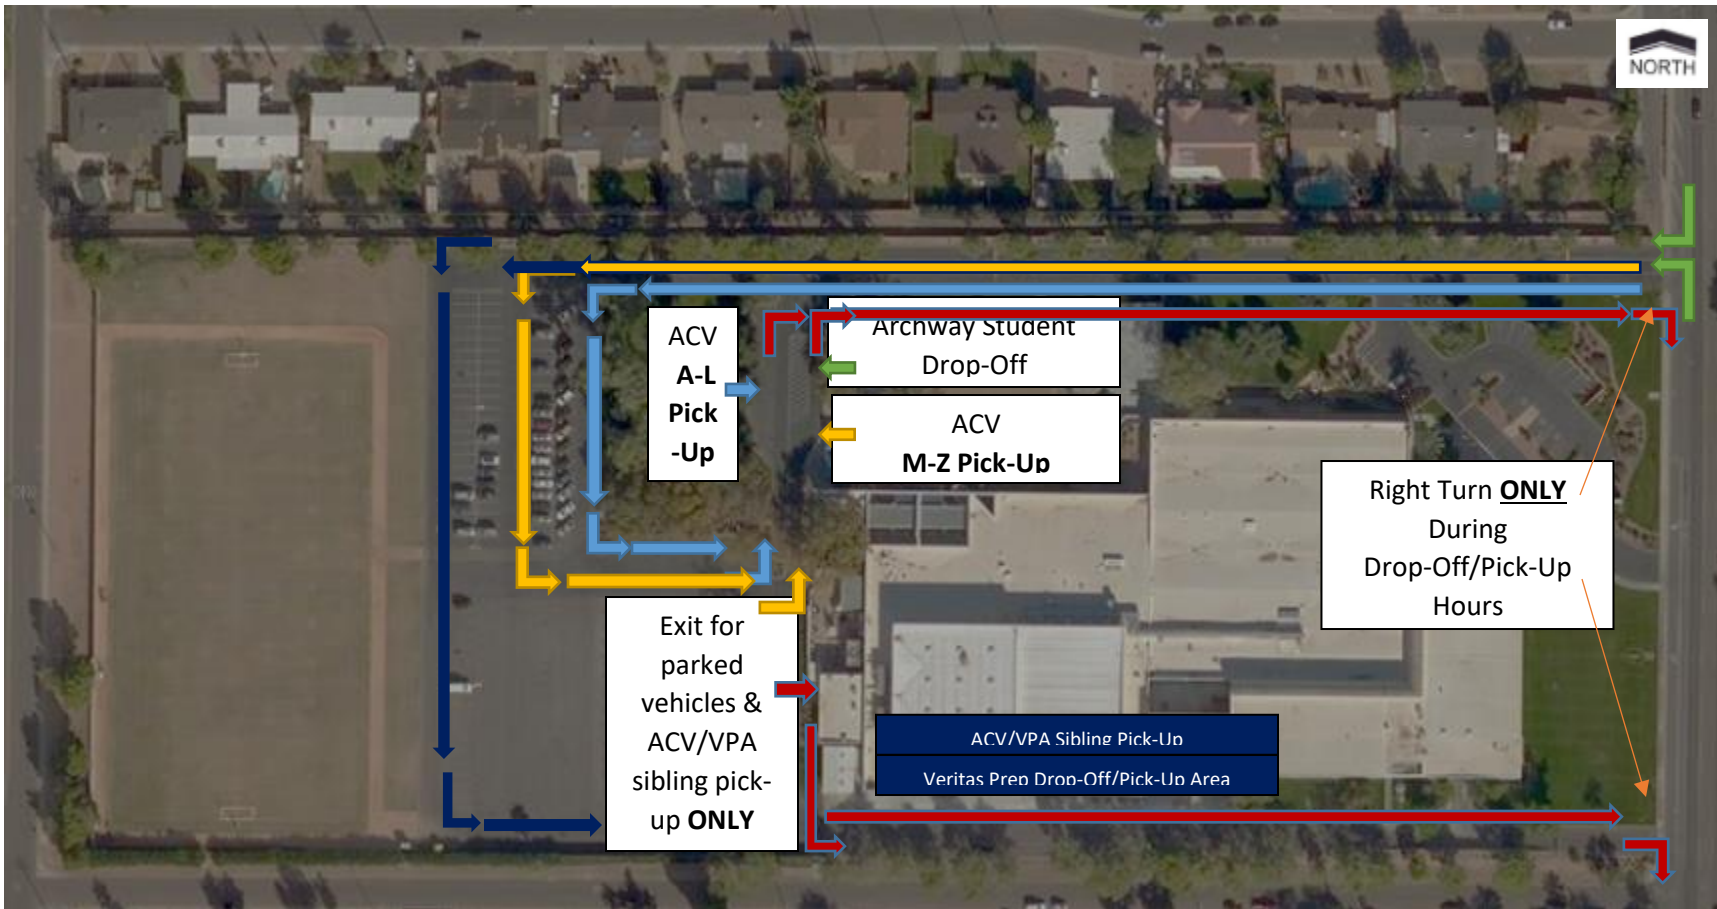 NORTH
ACV
A-L
Pick
-Up
Archway Student
Drop-Off
ACV
M-Z Pick-Up
Right Turn ONLY
During
Drop-Off/Pick-Up
Hours
Exit for
parked
vehicles &
ACV/VPA
sibling pick-
up ONLY
ACV/VPA Sibling Pick-Up
Veritas Prep Drop-Off/Pick-Up Area